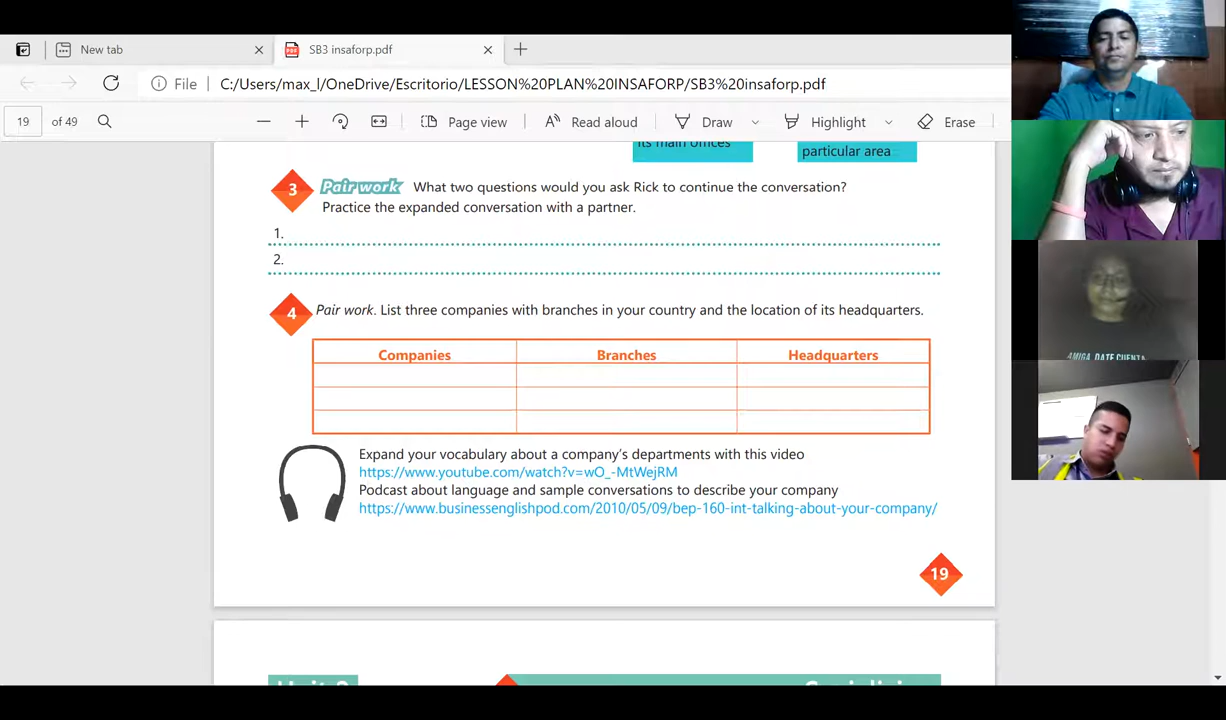 New tab
SB3 insaforp.pdf
File
C:/Users/max_l/OneDrive/Escritorio/LESSON%20PLAN%20INSAFORP/SB3%20insaforp.pdf
19 of 49
Page view
Read aloud
Draw
Highlight
Erase
its main offices
particular area
3 Pair work What two questions would you ask Rick to continue the conversation?
Practice the expanded conversation with a partner.
1.
2.
4 Pair work. List three companies with branches in your country and the location of its headquarters.
Companies Branches Headquarters
Expand your vocabulary about a company's departments with this video
https://www.youtube.com/watch?v=wO_-MtWejRM
Podcast about language and sample conversations to describe your company
https://www.businessenglishpod.com/2010/05/09/bep-160-int-talking-about-your-company/
19
AMIGA, DATE CUENTA